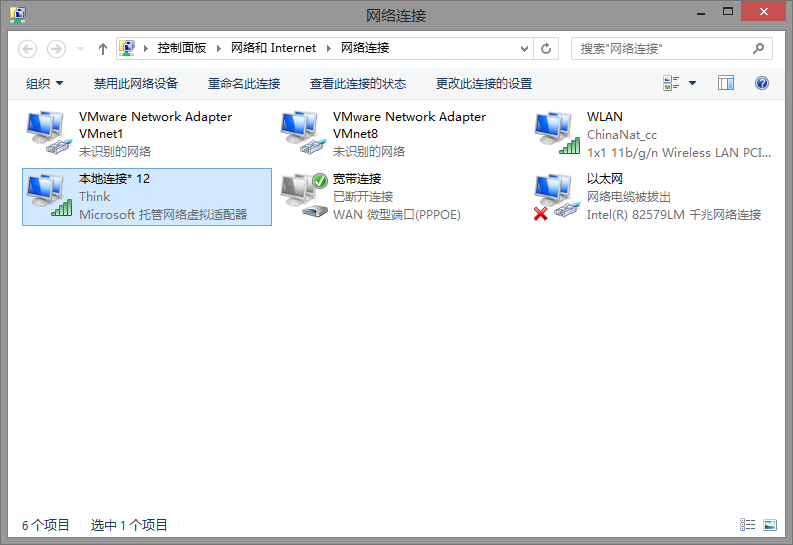 网络连接
控制面板 网络和 Internet 网络连接
搜索"网络连接"
组织 禁用此网络设备 重命名此连接 查看此连接的状态 更改此连接的设置
VMware Network Adapter
VMnet1
未识别的网络
VMware Network Adapter
VMnet8
未识别的网络
WLAN
ChinaNat_cc
1x1 11b/g/n Wireless LAN PCI...
本地连接* 12
Think
Microsoft 托管网络虚拟适配器
宽带连接
已断开连接
WAN 微型端口(PPPOE)
以太网
网络电缆被拔出
Intel(R) 82579LM 千兆网络连接
6 个项目 选中 1 个项目